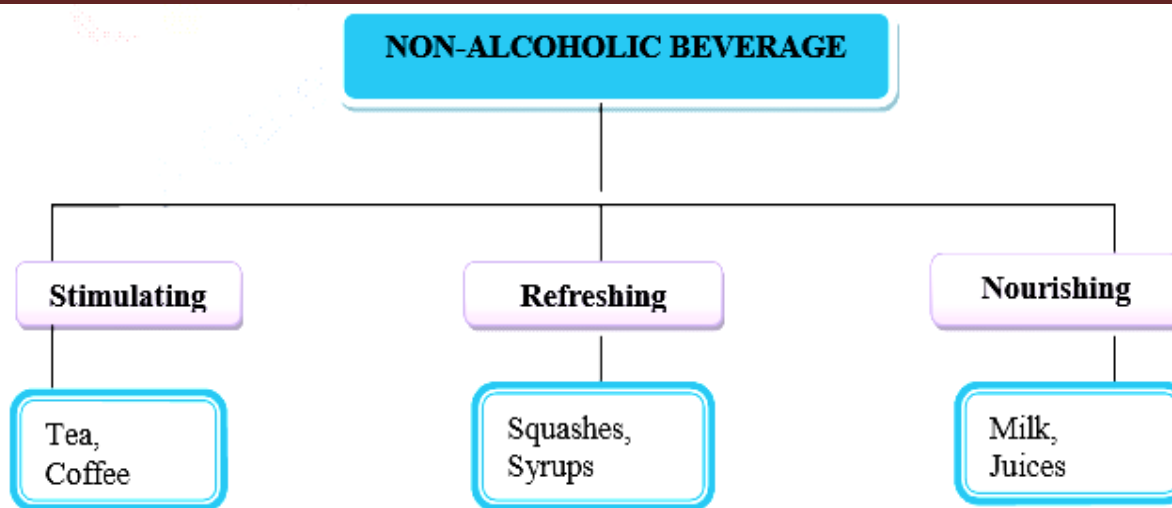 NON-ALCOHOLIC BEVERAGE
Stimulating
Refreshing
Nourishing
Tea,
Coffee
Squashes,
Syrups
Milk,
Juices